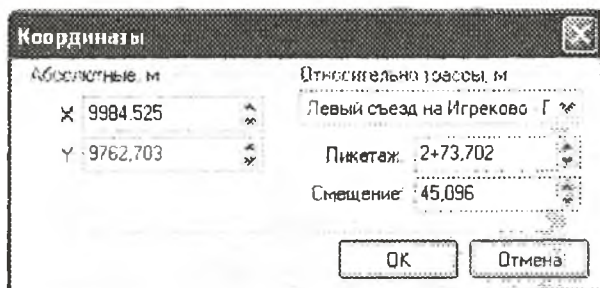 Координаты
Абсолютные, м
X 9984.525
Y 9762,703
Относительно трассы, м
Левый съезд на Игреково
Пикетаж: 2+73,702
Смещение: 45,096
OK
Отмена